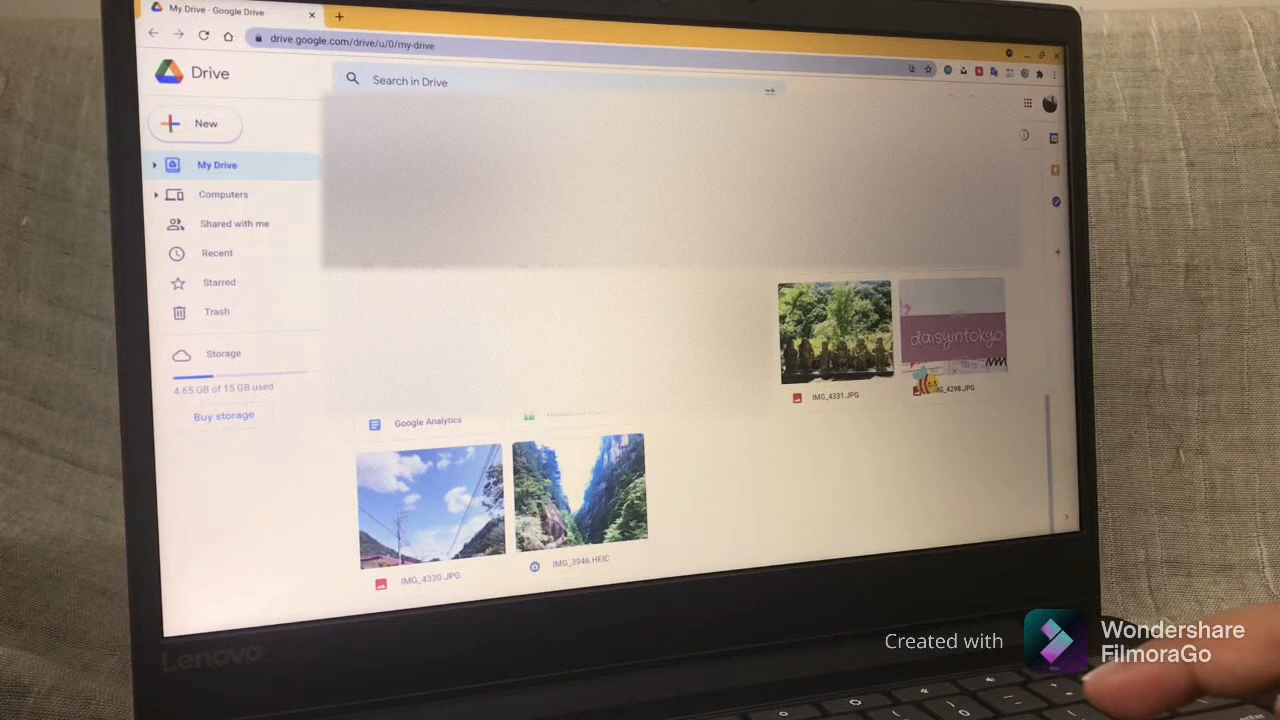 My Drive - Google Drive
drive.google.com/drive/u/0/my-drive
Drive
Search in Drive
New
My Drive
Computers
Shared with me
Recent
Starred
Trash
Storage
4.65 GB of 15 GB used
Buy storage
daisyintokyo
IMG_4331.JPG
IMG_4298.JPG
Google Analytics
IMG_4330.JPG
IMG_3946.HEIC
Lenovo
Created with
Wondershare
FilmoraGo